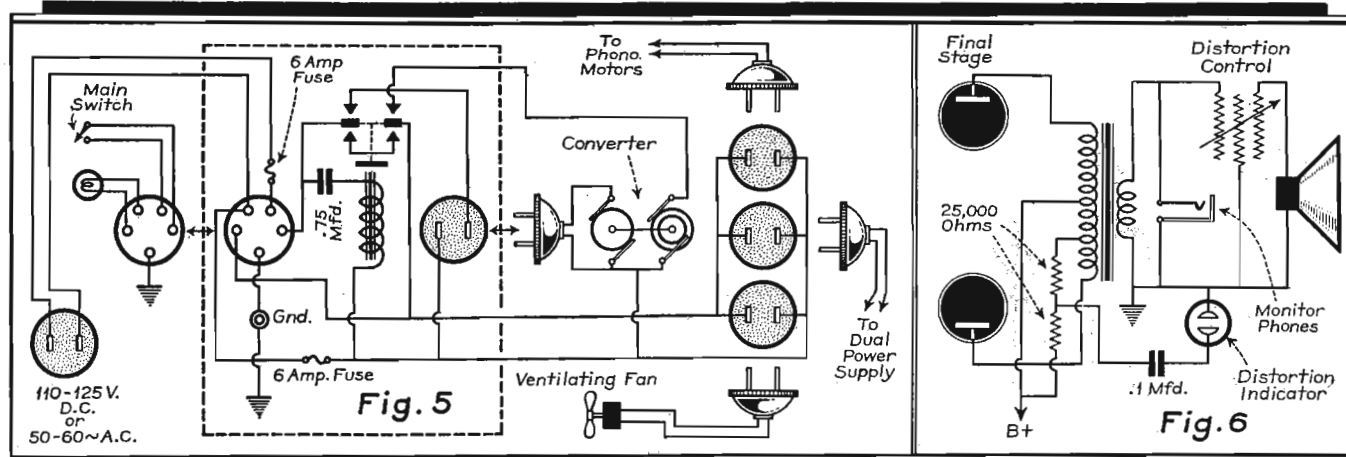 6 Amp
Fuse
Main
Switch
.75
Mfd.
Gnd.
6 Amp. Fuse
110-125 V.
D.C.
or
50-60~A.C.
Fig. 5
To
Phono.
Motors
Converter
To
Dual
Power
Supply
Ventilating Fan
Final
Stage
Distortion
Control
25,000
Ohms
Monitor
Phones
.1 Mfd.
Distortion
Indicator
B+
Fig. 6